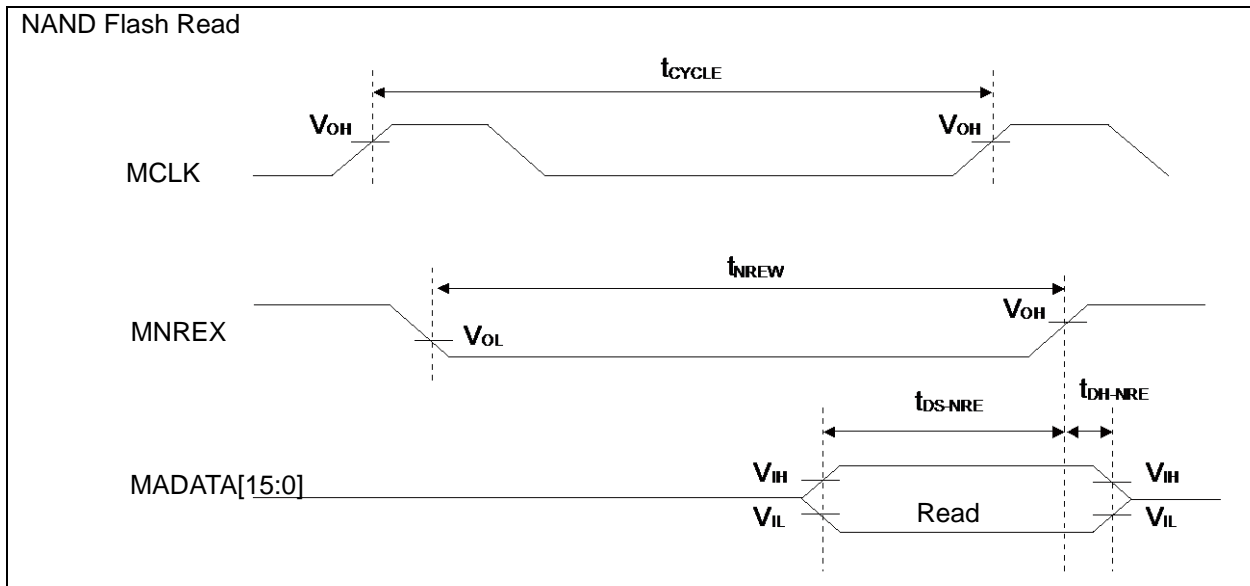 NAND Flash Read
tCYCLE
VOH
VOH
MCLK
tNREW
VOH
MNREX
VOL
tDS-NRE
tDH-NRE
VIH
VIH
MADATA[15:0]
VIL
Read
VIL